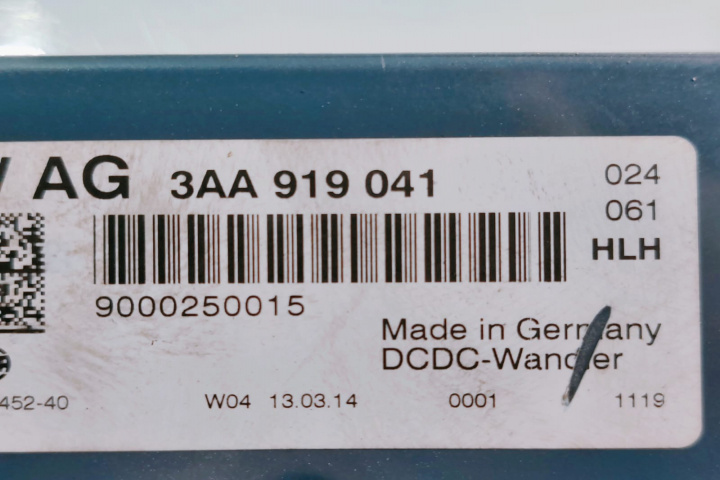 AG 3AA 919 041
024
061
HLH
9000250015
Made in Germany
DCDC-Wandler
452-40 W04 13.03.14 0001 1119